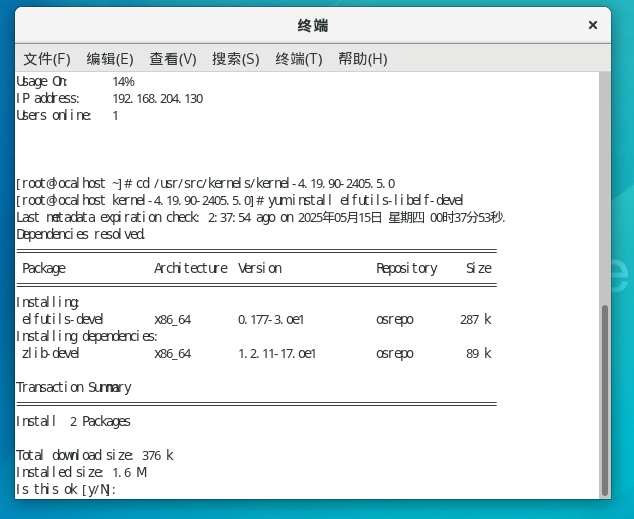 终端
文件(F) 编辑(E) 查看(V) 搜索(S) 终端(T) 帮助(H)
Usage On: 14%
IP address: 192.168.204.130
Users online: 1
[root@localhost ~]# cd /usr/src/kernels/kernel-4.19.90-2405.5.0
[root@localhost kernel-4.19.90-2405.5.0]# yum install elfutils-libelf-devel
Last metadata expiration check: 2:37:54 ago on 2025年05月15日 星期四 00时37分53秒.
Dependencies resolved.
Package Architecture Version Repository Size
Installing:
elfutils-devel x86_64 0.177-3.oe1 osrepo 287 k
Installing dependencies:
zlib-devel x86_64 1.2.11-17.oe1 osrepo 89 k
Transaction Summary
Install 2 Packages
Total download size: 376 k
Installed size: 1.6 M
Is this ok [y/N]: